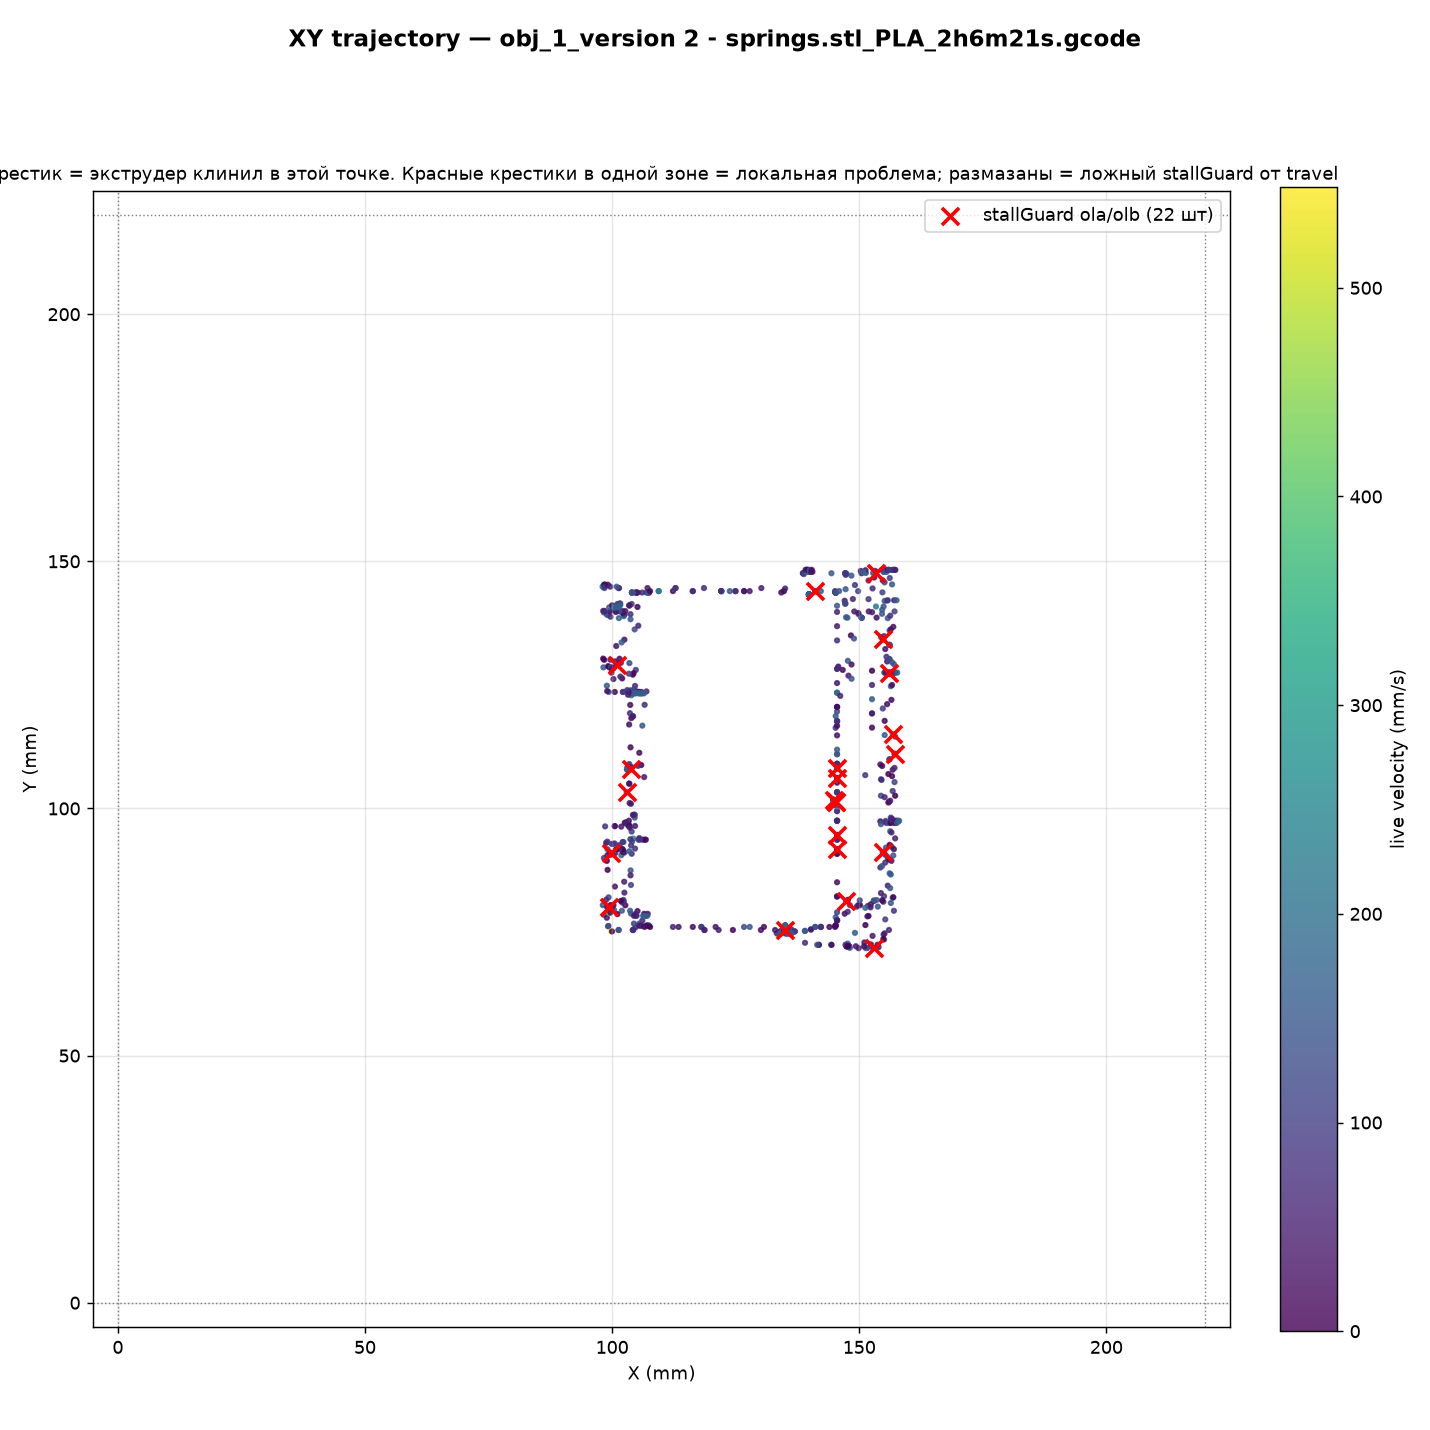 XY trajectory — obj_1_version 2 - springs.stl_PLA_2h6m21s.gcode
рестик = экструдер клинил в этой точке. Красные крестики в одной зоне = локальная проблема; размазаны = ложный stallGuard от travel
stallGuard ola/olb (22 шт)
200
150
100
50
0
Y (mm)
0
50
100
150
200
X (mm)
500
400
300
200
100
0
live velocity (mm/s)